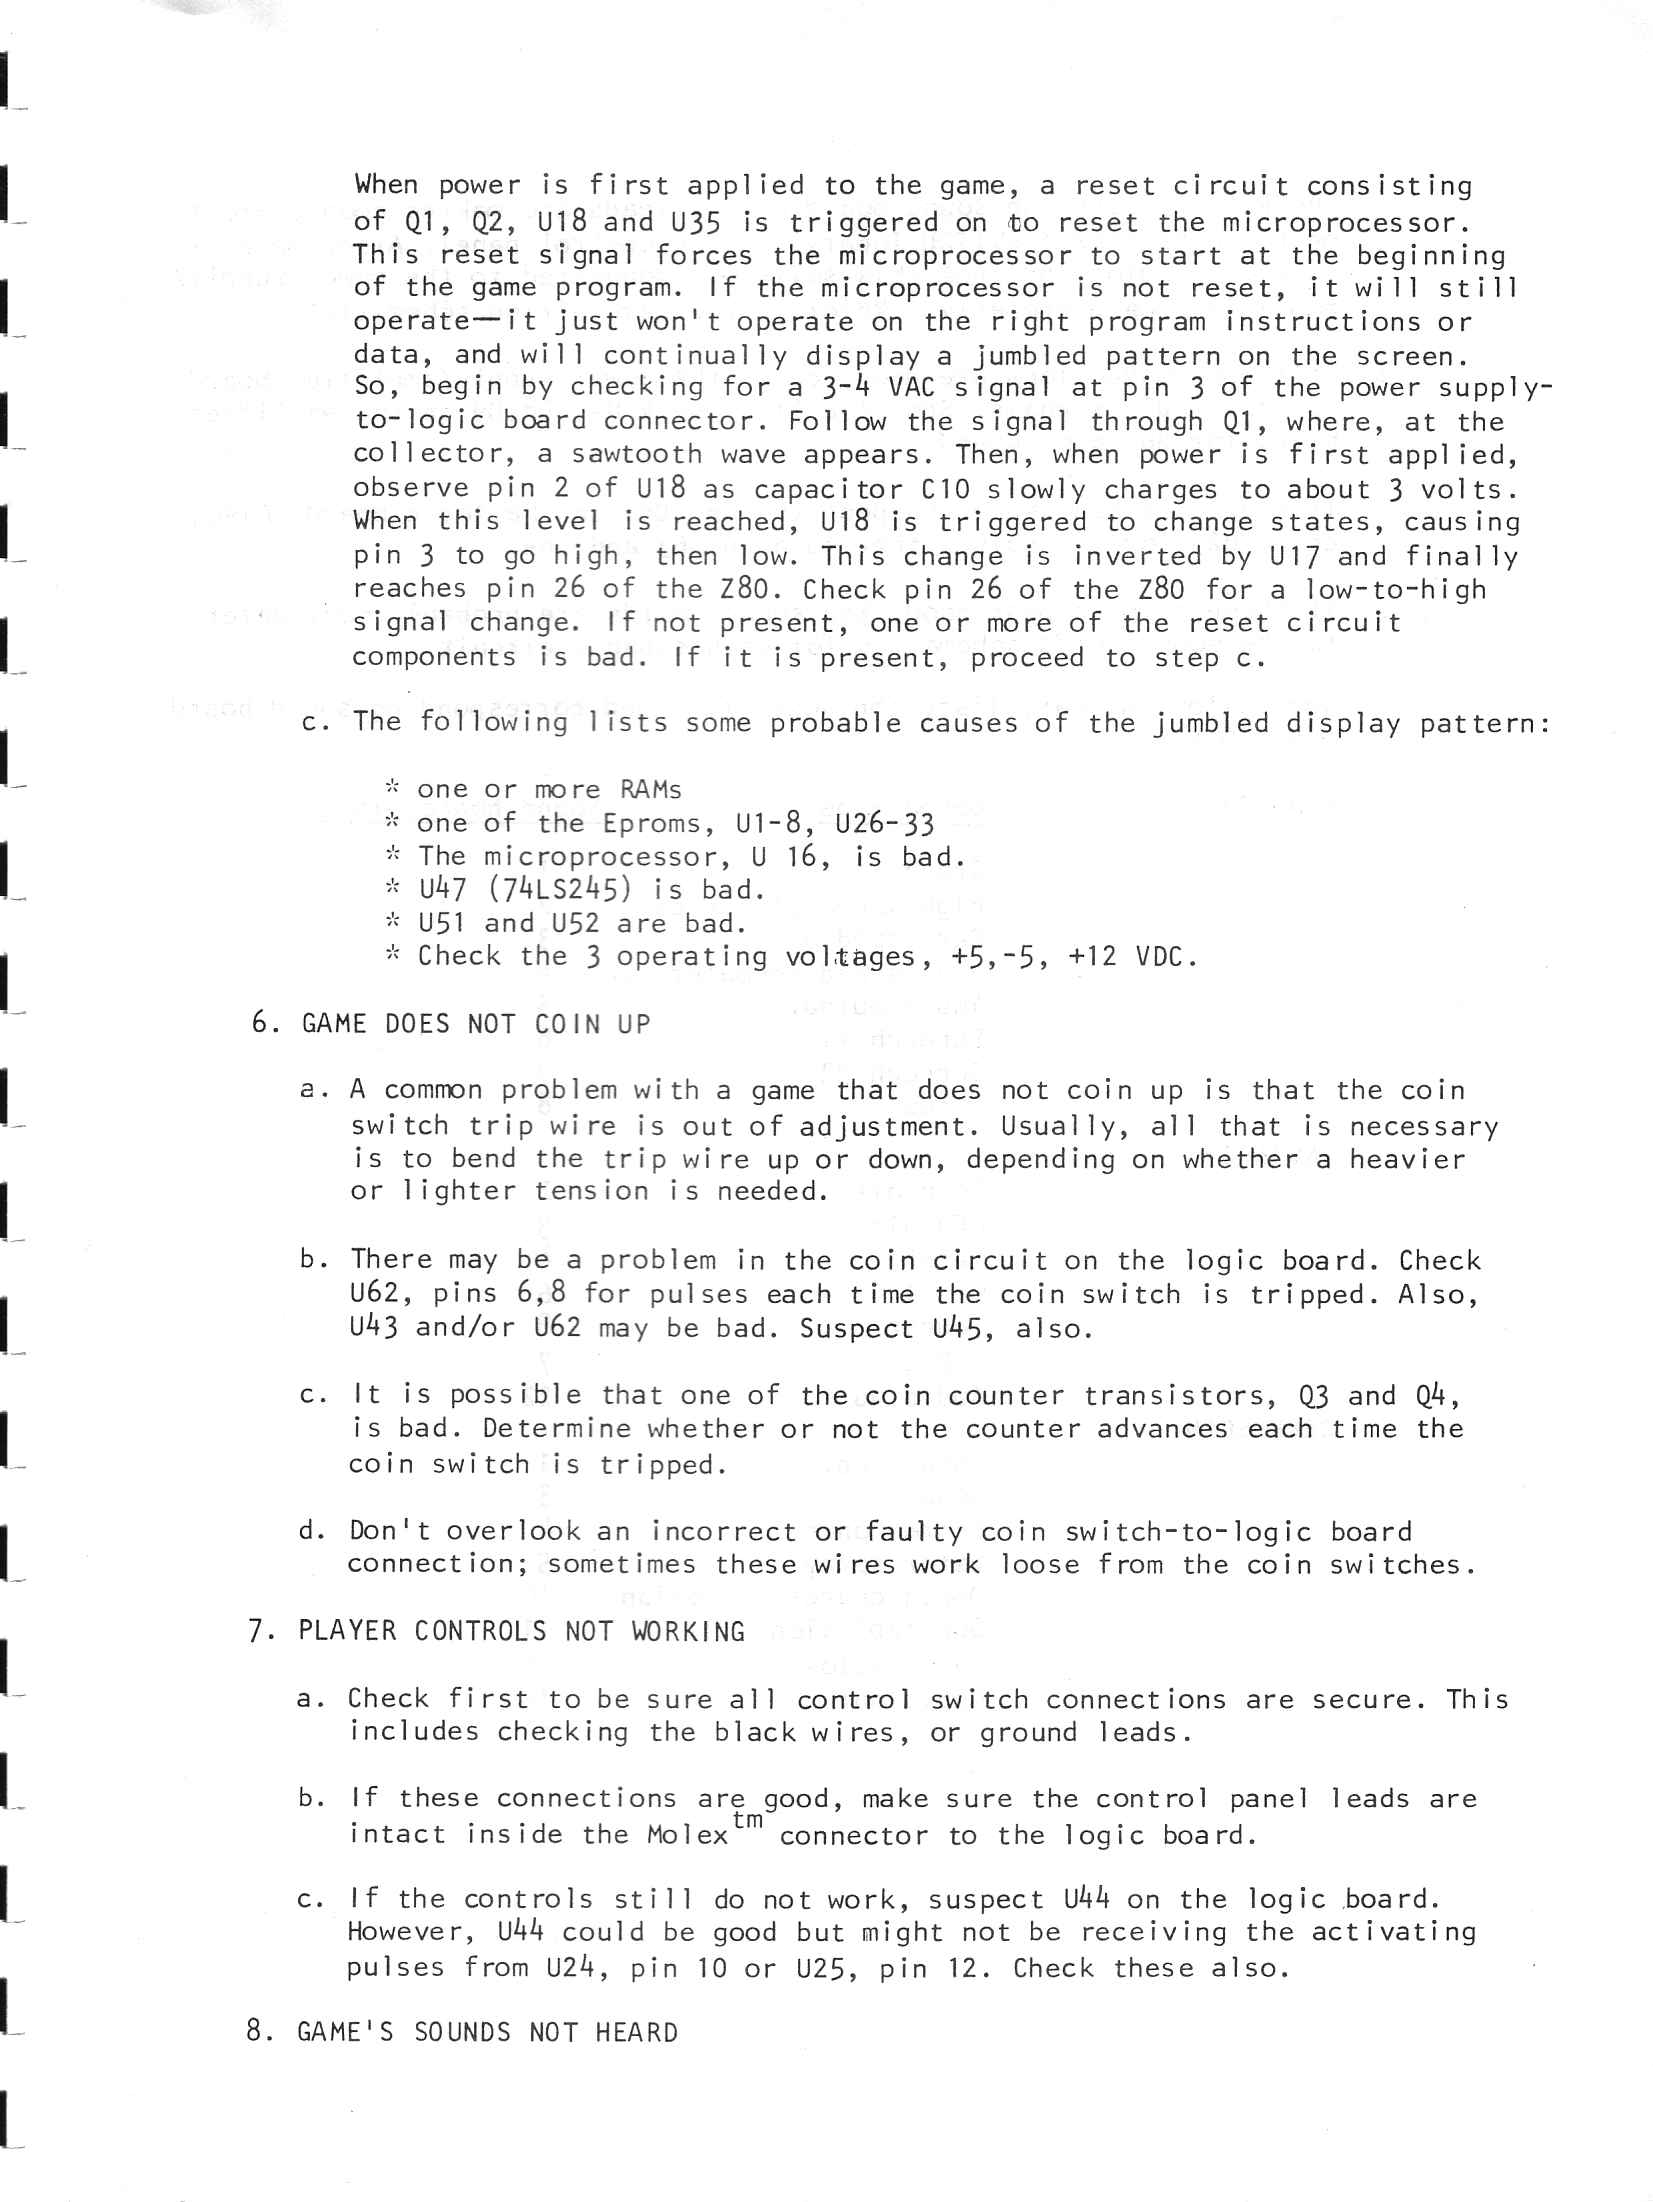 When power is first applied to the game, a reset circuit consisting
of Q1, Q2, U18 and U35 is triggered on to reset the microprocessor.
This reset signal forces the microprocessor to start at the beginning
of the game program. If the microprocessor is not reset, it will still
operate—it just won't operate on the right program instructions or
data, and will continually display a jumbled pattern on the screen.
So, begin by checking for a 3-4 VAC signal at pin 3 of the power supply-
to-logic board connector. Follow the signal through Q1, where, at the
collector, a sawtooth wave appears. Then, when power is first applied,
observe pin 2 of U18 as capacitor C10 slowly charges to about 3 volts.
When this level is reached, U18 is triggered to change states, causing
pin 3 to go high, then low. This change is inverted by U17 and finally
reaches pin 26 of the Z80. Check pin 26 of the Z80 for a low-to-high
signal change. If not present, one or more of the reset circuit
components is bad. If it is present, proceed to step c.
c. The following lists some probable causes of the jumbled display pattern:
* one or more RAMs
* one of the Eproms, U1-8, U26-33
* The microprocessor, U 16, is bad.
* U47 (74LS245) is bad.
* U51 and U52 are bad.
* Check the 3 operating voltages, +5,-5, +12 VDC.
6. GAME DOES NOT COIN UP
a. A common problem with a game that does not coin up is that the coin
switch trip wire is out of adjustment. Usually, all that is necessary
is to bend the trip wire up or down, depending on whether a heavier
or lighter tension is needed.
b. There may be a problem in the coin circuit on the logic board. Check
U62, pins 6,8 for pulses each time the coin switch is tripped. Also,
U43 and/or U62 may be bad. Suspect U45, also.
c. It is possible that one of the coin counter transistors, Q3 and Q4,
is bad. Determine whether or not the counter advances each time the
coin switch is tripped.
d. Don't overlook an incorrect or faulty coin switch-to-logic board
connection; sometimes these wires work loose from the coin switches.
7. PLAYER CONTROLS NOT WORKING
a. Check first to be sure all control switch connections are secure. This
includes checking the black wires, or ground leads.
b. If these connections are good, make sure the control panel leads are
intact inside the Molex tm connector to the logic board.
c. If the controls still do not work, suspect U44 on the logic board.
However, U44 could be good but might not be receiving the activating
pulses from U24, pin 10 or U25, pin 12. Check these also.
8. GAME'S SOUNDS NOT HEARD